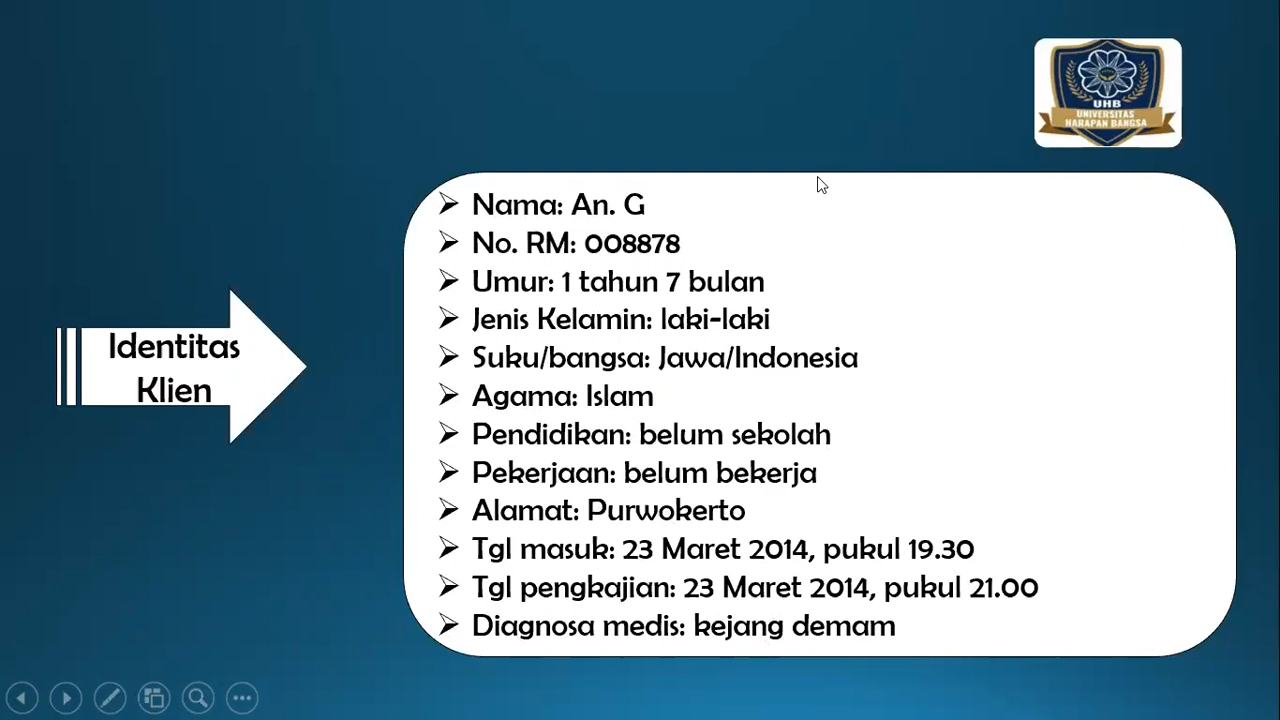 UHB
UNIVERSITAS
HARAPAN BANGSA
Identitas
Klien
Nama: An. G
No. RM: 008878
Umur: 1 tahun 7 bulan
Jenis Kelamin: laki-laki
Suku/bangsa: Jawa/Indonesia
Agama: Islam
Pendidikan: belum sekolah
Pekerjaan: belum bekerja
Alamat: Purwokerto
Tgl masuk: 23 Maret 2014, pukul 19.30
Tgl pengkajian: 23 Maret 2014, pukul 21.00
Diagnosa medis: kejang demam